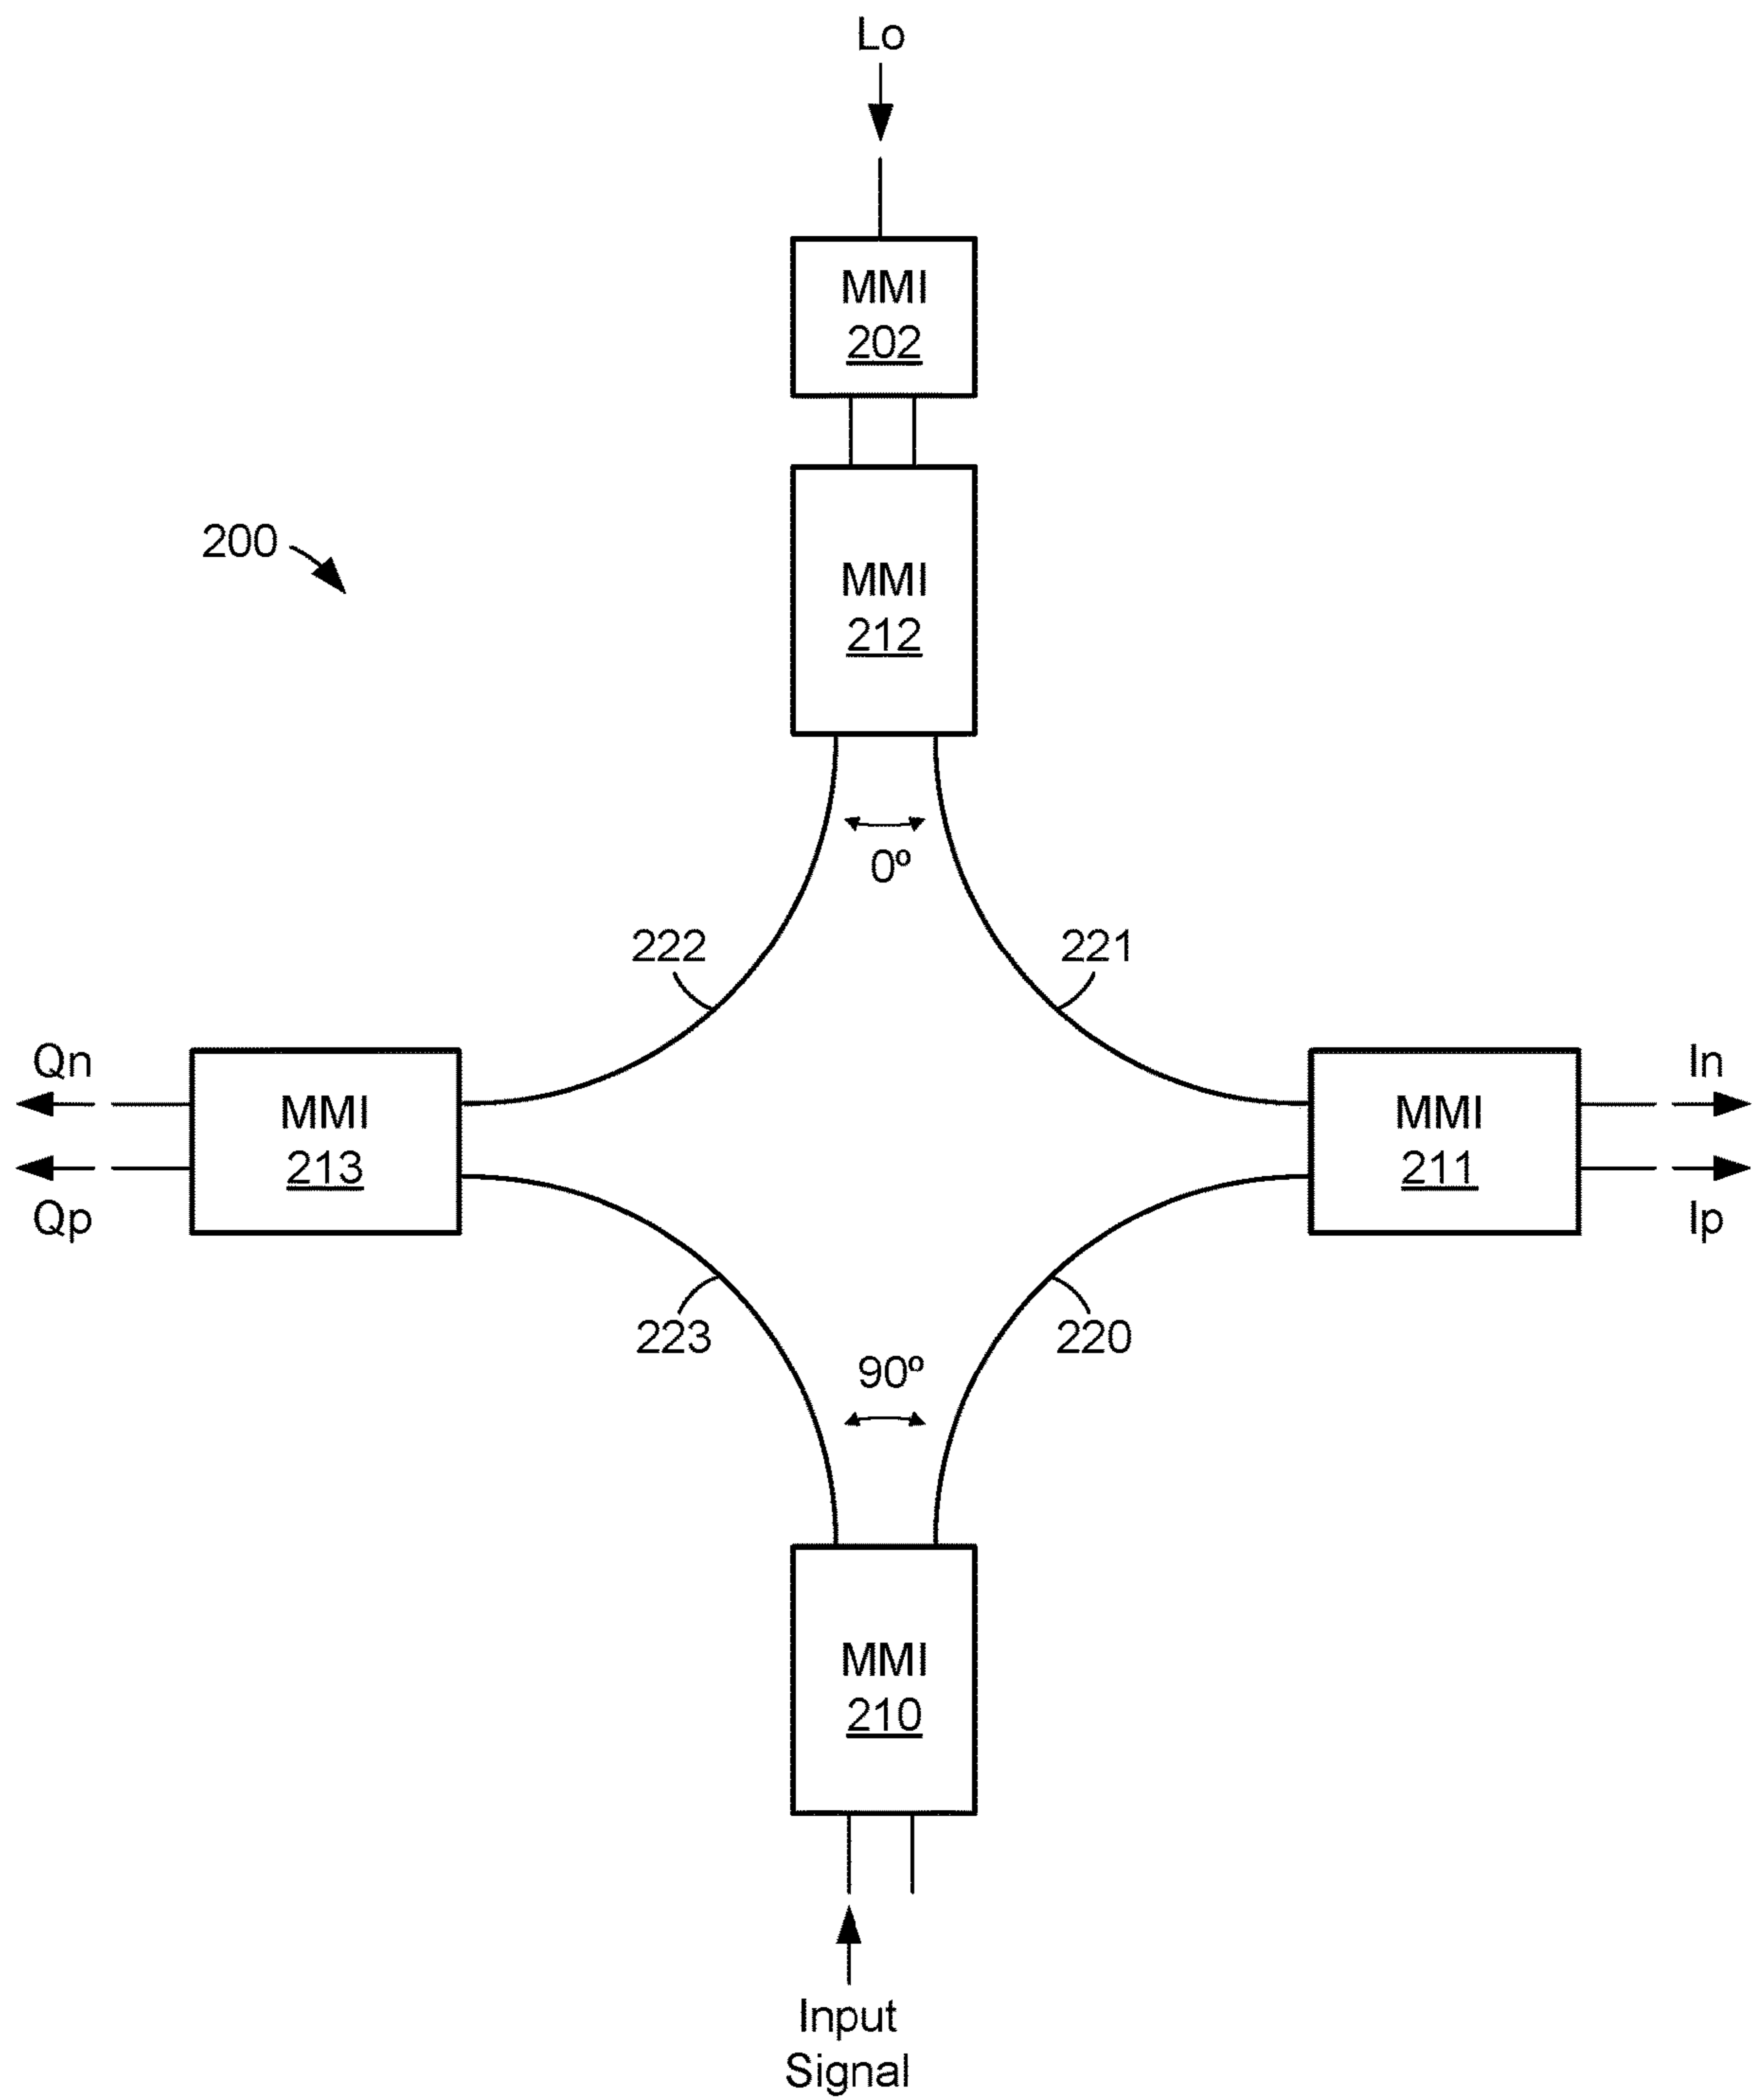 Lo
MMI
202
200
MMI
212
0º
222
221
Qn
In
MMI
213
MMI
211
Qp
Ip
223
220
90º
MMI
210
Input
Signal